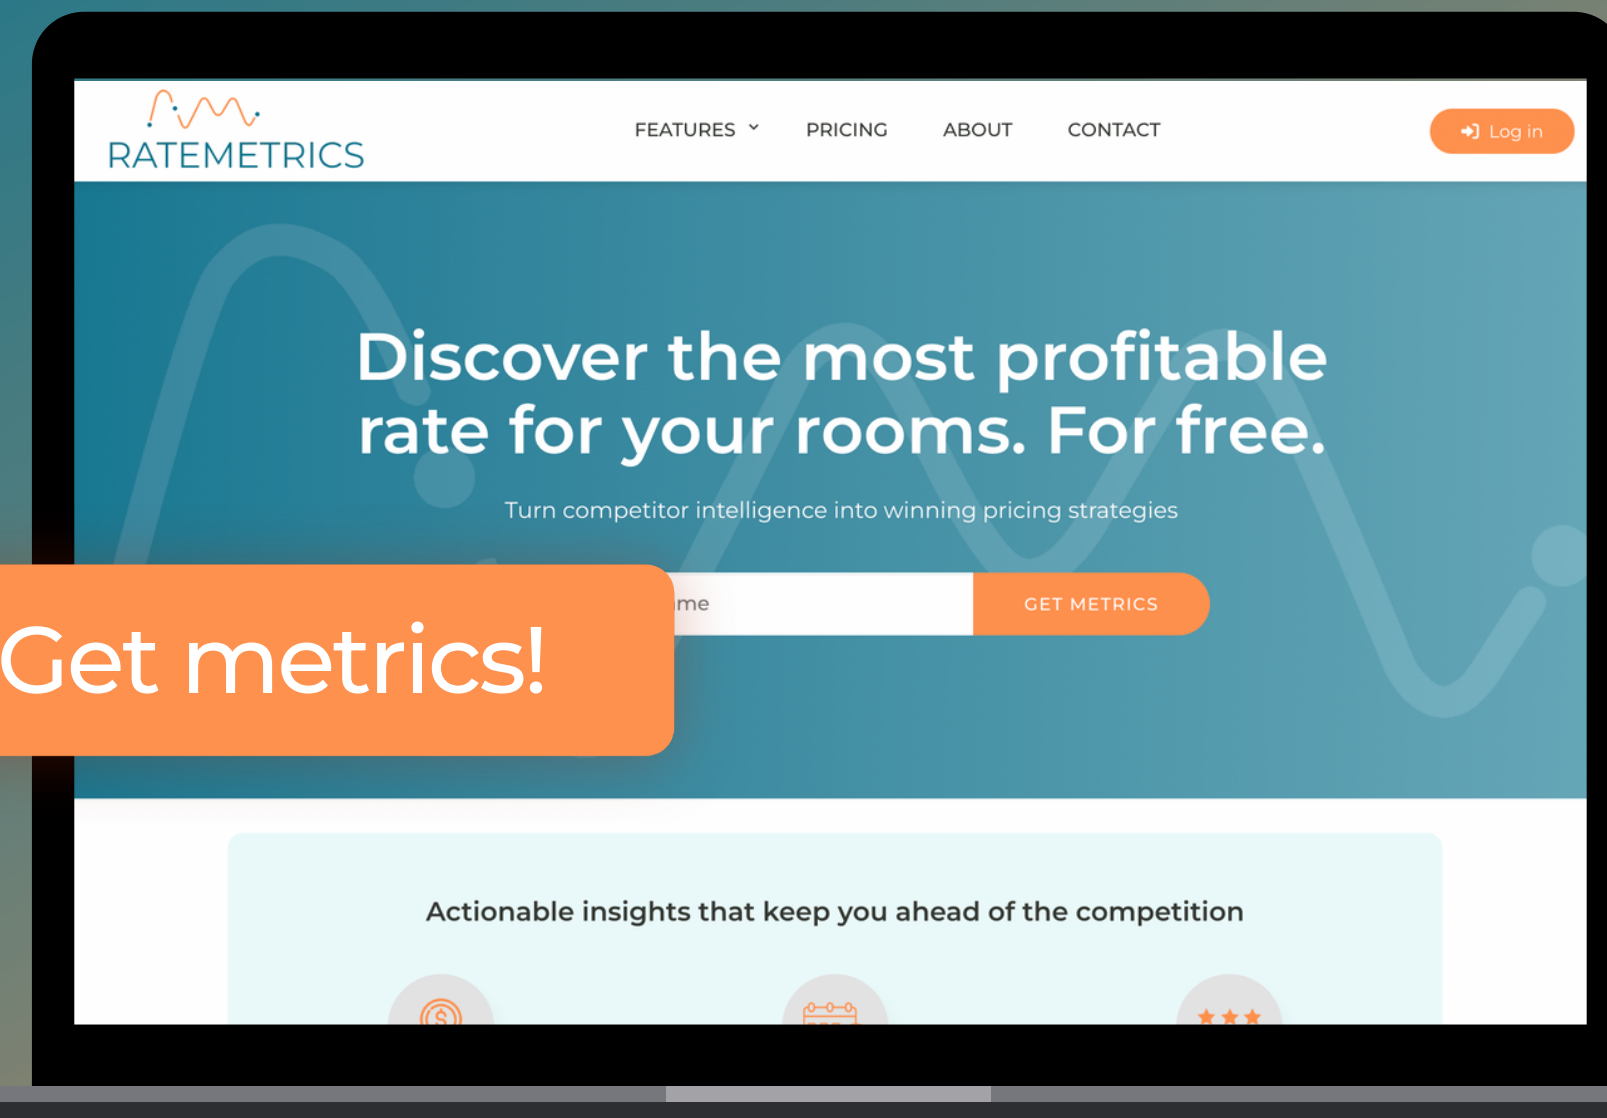 RATEMETRICS
FEATURES PRICING ABOUT CONTACT
Log in
Discover the most profitable
rate for your rooms. For free.
Turn competitor intelligence into winning pricing strategies
GET METRICS
Get metrics!
Actionable insights that keep you ahead of the competition